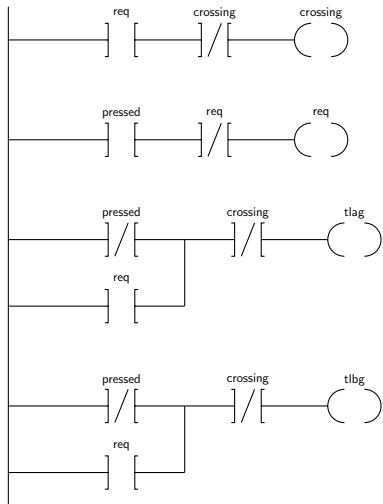 req crossing crossing
pressed req req
pressed crossing tlag
req
pressed crossing tlbg
req